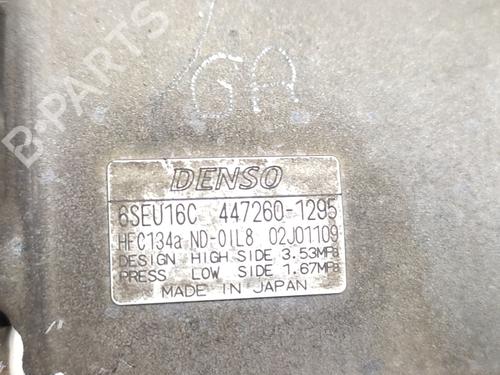 GA
DENSO
6SEU16C 447260-1295
HFC134a ND-OIL8 02J01109
DESIGN HIGH SIDE 3.53MPa
PRESS LOW SIDE 1.67MPa
MADE IN JAPAN